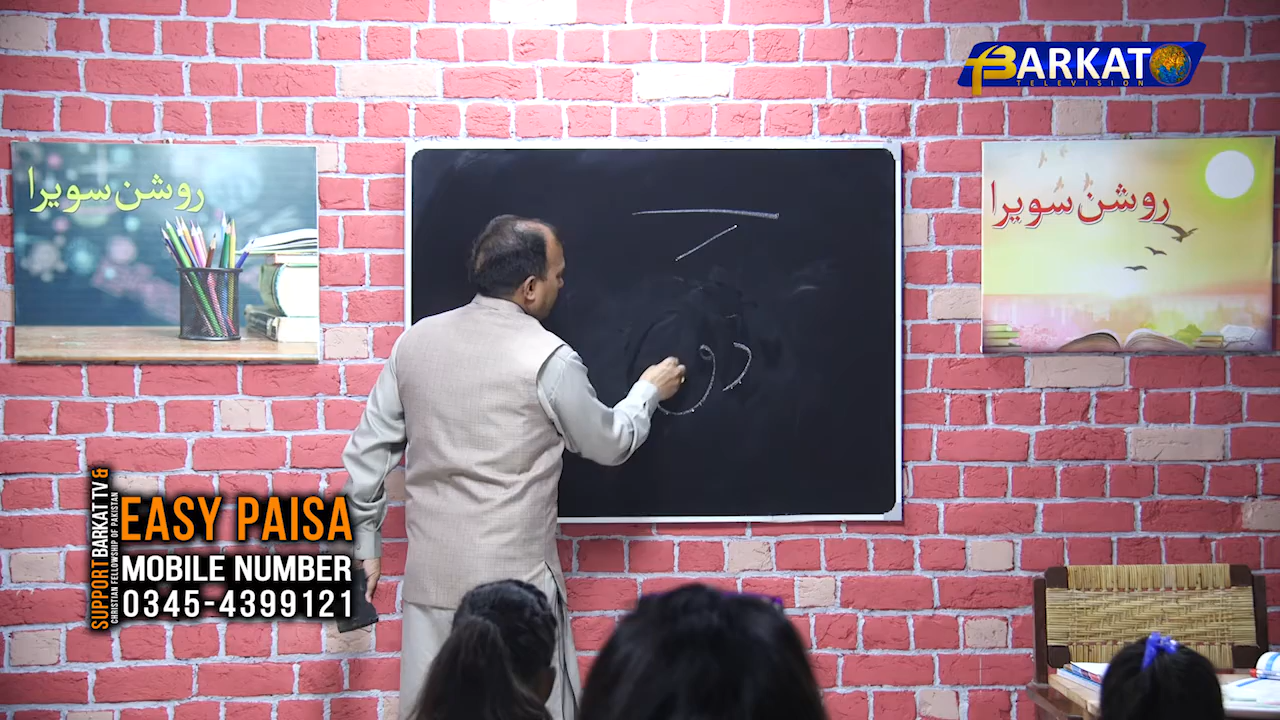 BARKAT
TELEVISION
روشن سویرا
روشن سویرا
SUPPORT BARKAT TV &
CHRISTIAN FELLOWSHIP OF PAKISTAN
EASY PAISA
MOBILE NUMBER
0345-4399121